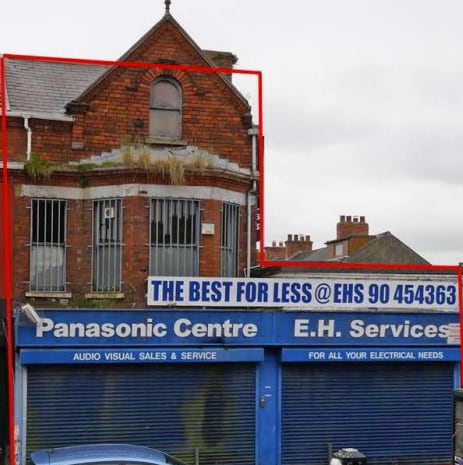 THE BEST FOR LESS @ EHS 90 454363
Panasonic Centre E.H. Services
AUDIO VISUAL SALES & SERVICE FOR ALL YOUR ELECTRICAL NEEDS